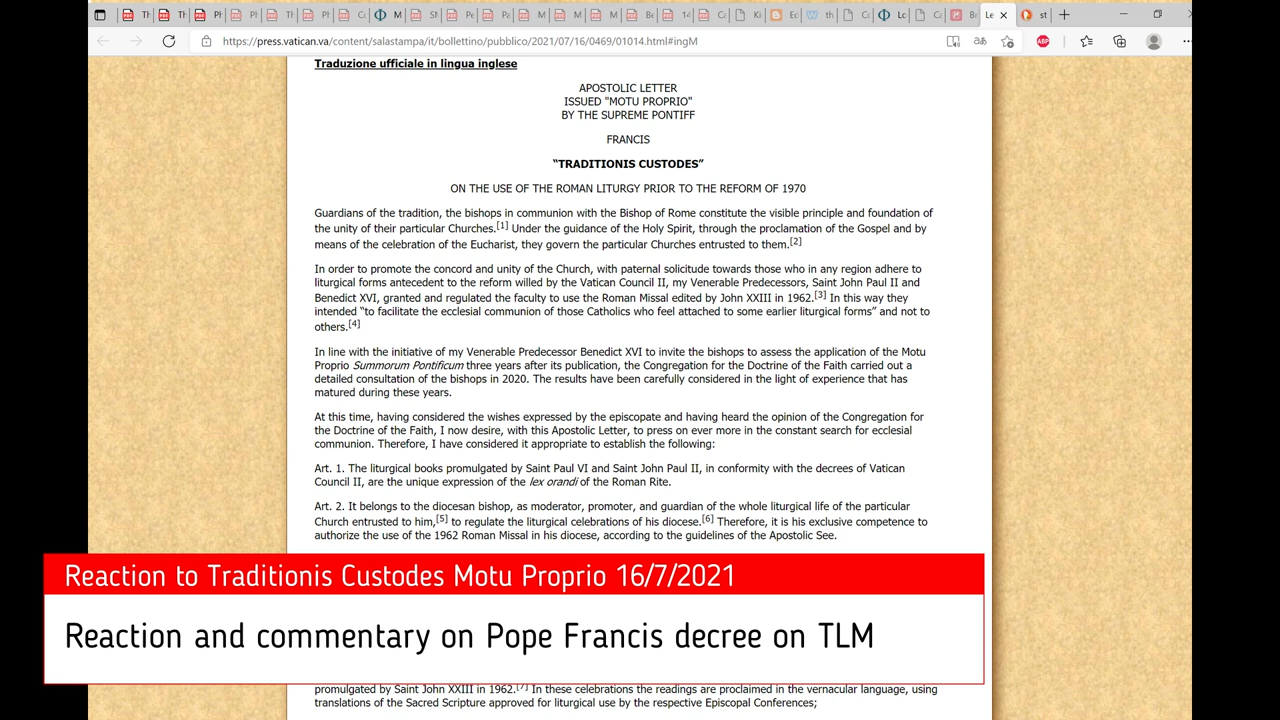 Th Th PH Ph Th Ph C M St Pe Pa M M M Be 14 C Ki Ec th C Lo C Br Le st
https://press.vatican.va/content/salastampa/it/bollettino/pubblico/2021/07/16/0469/01014.html#ingM
ABP
Traduzione ufficiale in lingua inglese
APOSTOLIC LETTER
ISSUED "MOTU PROPRIO"
BY THE SUPREME PONTIFF
FRANCIS
“TRADITIONIS CUSTODES”
ON THE USE OF THE ROMAN LITURGY PRIOR TO THE REFORM OF 1970
Guardians of the tradition, the bishops in communion with the Bishop of Rome constitute the visible principle and foundation of
the unity of their particular Churches.[1] Under the guidance of the Holy Spirit, through the proclamation of the Gospel and by
means of the celebration of the Eucharist, they govern the particular Churches entrusted to them.[2]
In order to promote the concord and unity of the Church, with paternal solicitude towards those who in any region adhere to
liturgical forms antecedent to the reform willed by the Vatican Council II, my Venerable Predecessors, Saint John Paul II and
Benedict XVI, granted and regulated the faculty to use the Roman Missal edited by John XXIII in 1962.[3] In this way they
intended “to facilitate the ecclesial communion of those Catholics who feel attached to some earlier liturgical forms” and not to
others.[4]
In line with the initiative of my Venerable Predecessor Benedict XVI to invite the bishops to assess the application of the Motu
Proprio Summorum Pontificum three years after its publication, the Congregation for the Doctrine of the Faith carried out a
detailed consultation of the bishops in 2020. The results have been carefully considered in the light of experience that has
matured during these years.
At this time, having considered the wishes expressed by the episcopate and having heard the opinion of the Congregation for
the Doctrine of the Faith, I now desire, with this Apostolic Letter, to press on ever more in the constant search for ecclesial
communion. Therefore, I have considered it appropriate to establish the following:
Art. 1. The liturgical books promulgated by Saint Paul VI and Saint John Paul II, in conformity with the decrees of Vatican
Council II, are the unique expression of the lex orandi of the Roman Rite.
Art. 2. It belongs to the diocesan bishop, as moderator, promoter, and guardian of the whole liturgical life of the particular
Church entrusted to him,[5] to regulate the liturgical celebrations of his diocese.[6] Therefore, it is his exclusive competence to
authorize the use of the 1962 Roman Missal in his diocese, according to the guidelines of the Apostolic See.
Reaction to Traditionis Custodes Motu Proprio 16/7/2021
Reaction and commentary on Pope Francis decree on TLM
promulgated by Saint John XXIII in 1962.[7] In these celebrations the readings are proclaimed in the vernacular language, using
translations of the Sacred Scripture approved for liturgical use by the respective Episcopal Conferences;